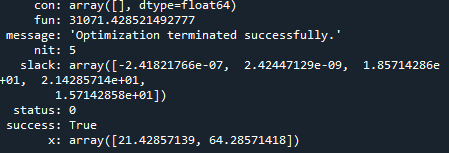 con: array([], dtype=float64)
fun: 31071.428521492777
message: 'Optimization terminated successfully.'
nit: 5
slack: array([-2.41821766e-07,  2.42447129e-09,  1.85714286e
+01,  2.14285714e+01,
1.57142858e+01])
status: 0
success: True
x: array([21.42857139, 64.28571418])